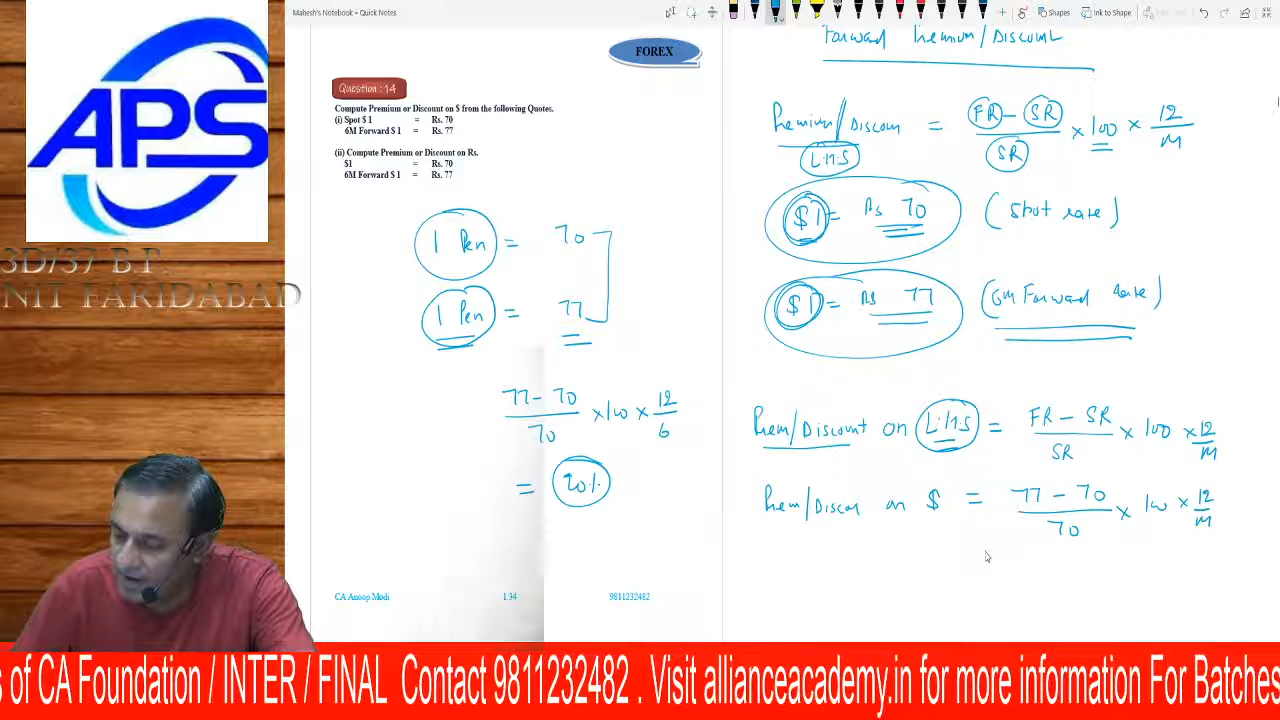 Mahesh's Notebook » Quick Notes
Shapes
Ink to Shape
APS
3D/37 B.P.
NIT FARIDABAD
FOREX
Question : 14
Compute Premium or Discount on $ from the following Quotes.
(i) Spot $ 1 = Rs. 70
6M Forward $ 1 = Rs. 77
(ii) Compute Premium or Discount on Rs.
$1 = Rs. 70
6M Forward $ 1 = Rs. 77
1 Pen = 70
1 Pen = 77
77 - 70 / 70 × 100 × 12 / 6
= 20%
CA Anoop Modi 1.34 9811232482
Forward Premium/Discount
Premium/Discoun = FR - SR / SR × 100 × 12 / M
L.H.S
$1 = Rs 70 (Spot rate)
$1 = Rs 77 (6M Forward rate)
Prem/Discount on L.H.S = FR - SR / SR × 100 × 12 / M
Prem/Discon on $ = 77 - 70 / 70 × 100 × 12 / M
s of CA Foundation / INTER / FINAL Contact 9811232482 . Visit allianceacademy.in for more information For Batches